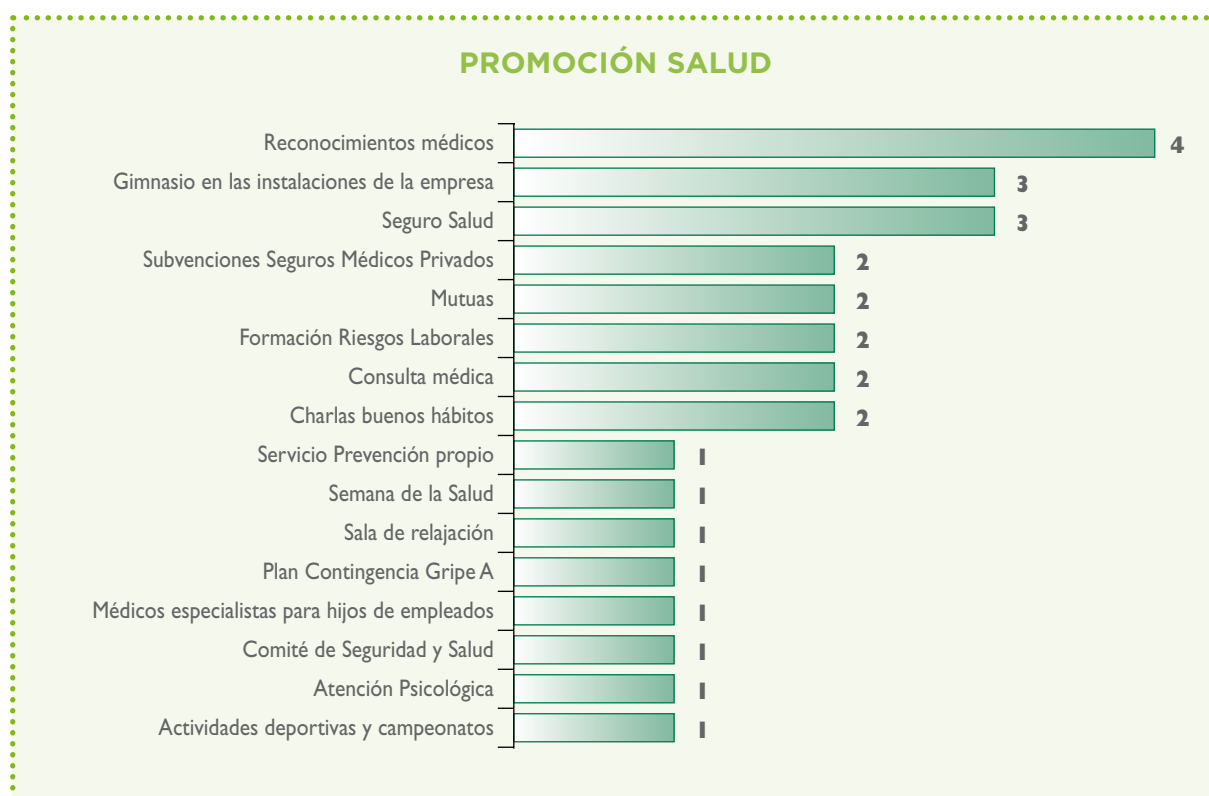 PROMOCIÓN SALUD
Reconocimientos médicos 4
Gimnasio en las instalaciones de la empresa 3
Seguro Salud 3
Subvenciones Seguros Médicos Privados 2
Mutuas 2
Formación Riesgos Laborales 2
Consulta médica 2
Charlas buenos hábitos 2
Servicio Prevención propio 1
Semana de la Salud 1
Sala de relajación 1
Plan Contingencia Gripe A 1
Médicos especialistas para hijos de empleados 1
Comité de Seguridad y Salud 1
Atención Psicológica 1
Actividades deportivas y campeonatos 1